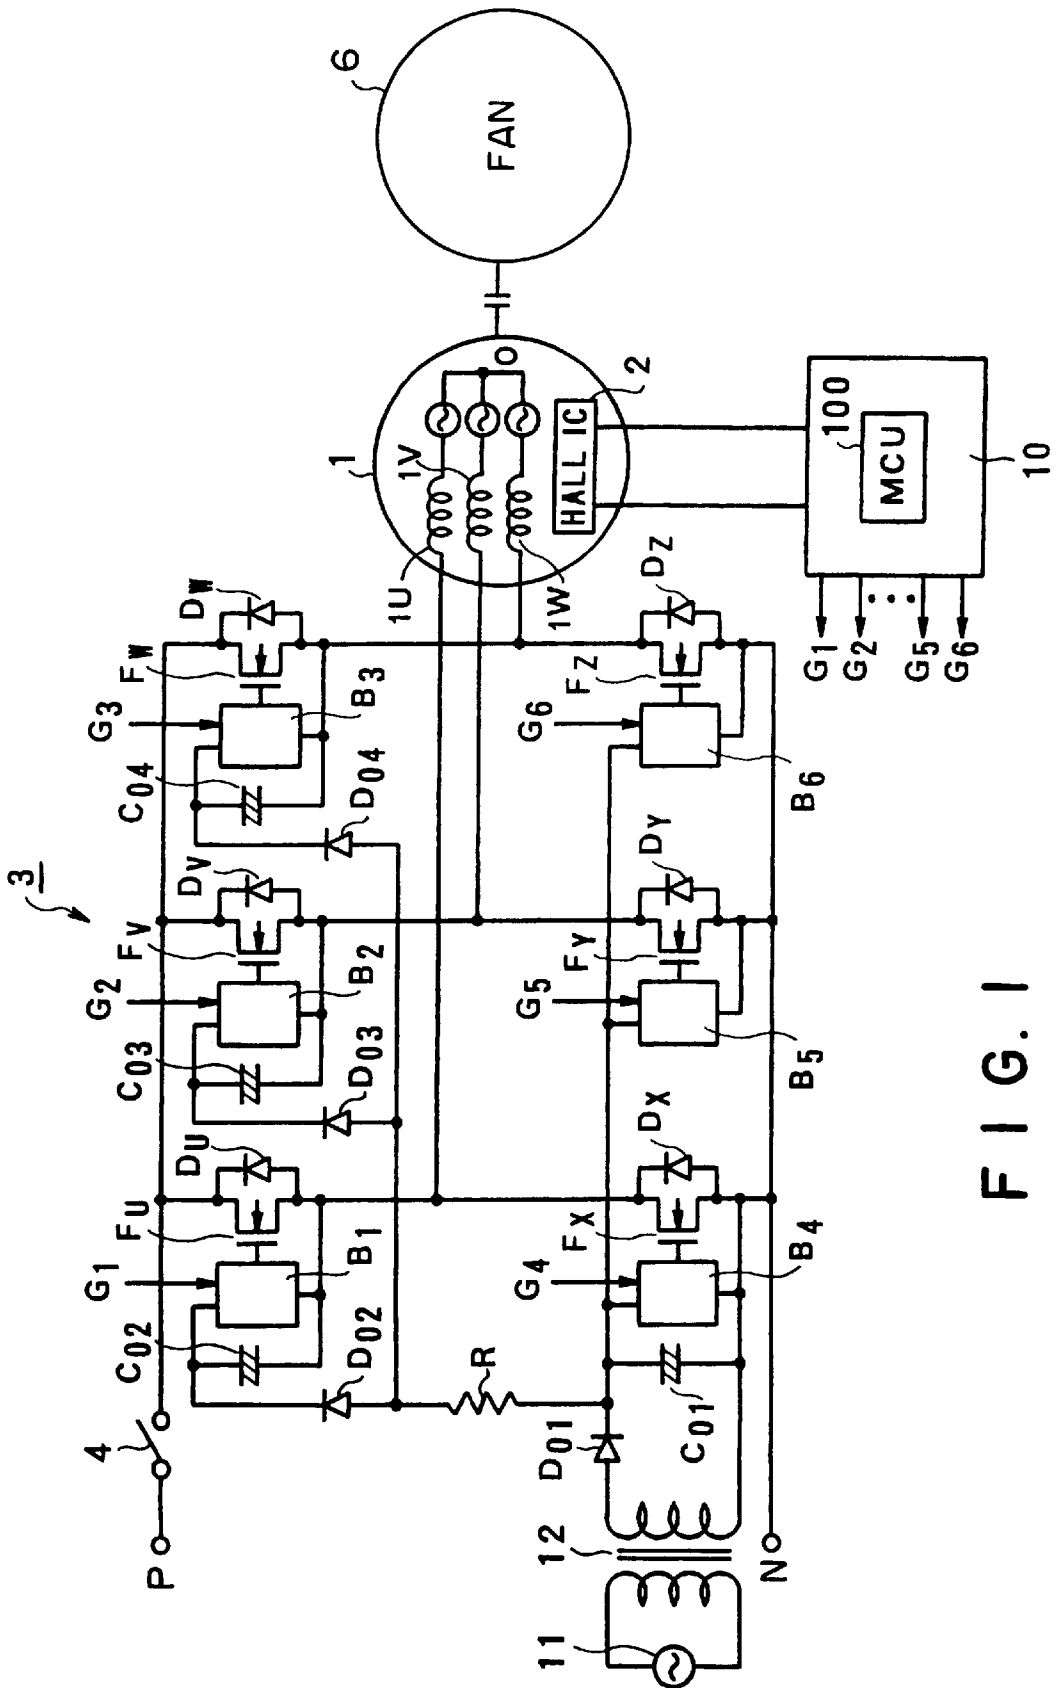 3
P
4
G1
FU
DU
C02
B1
D02
G2
FV
DV
C03
B2
D03
G3
FW
DW
C04
B3
D04
R
11
12
N
D01
C01
G4
FX
DX
B4
G5
FY
DY
B5
G6
FZ
DZ
B6
1
1U
1V
1W
O
HALL IC
2
6
FAN
100
MCU
10
G1
G2
G5
G6
FIG. 1